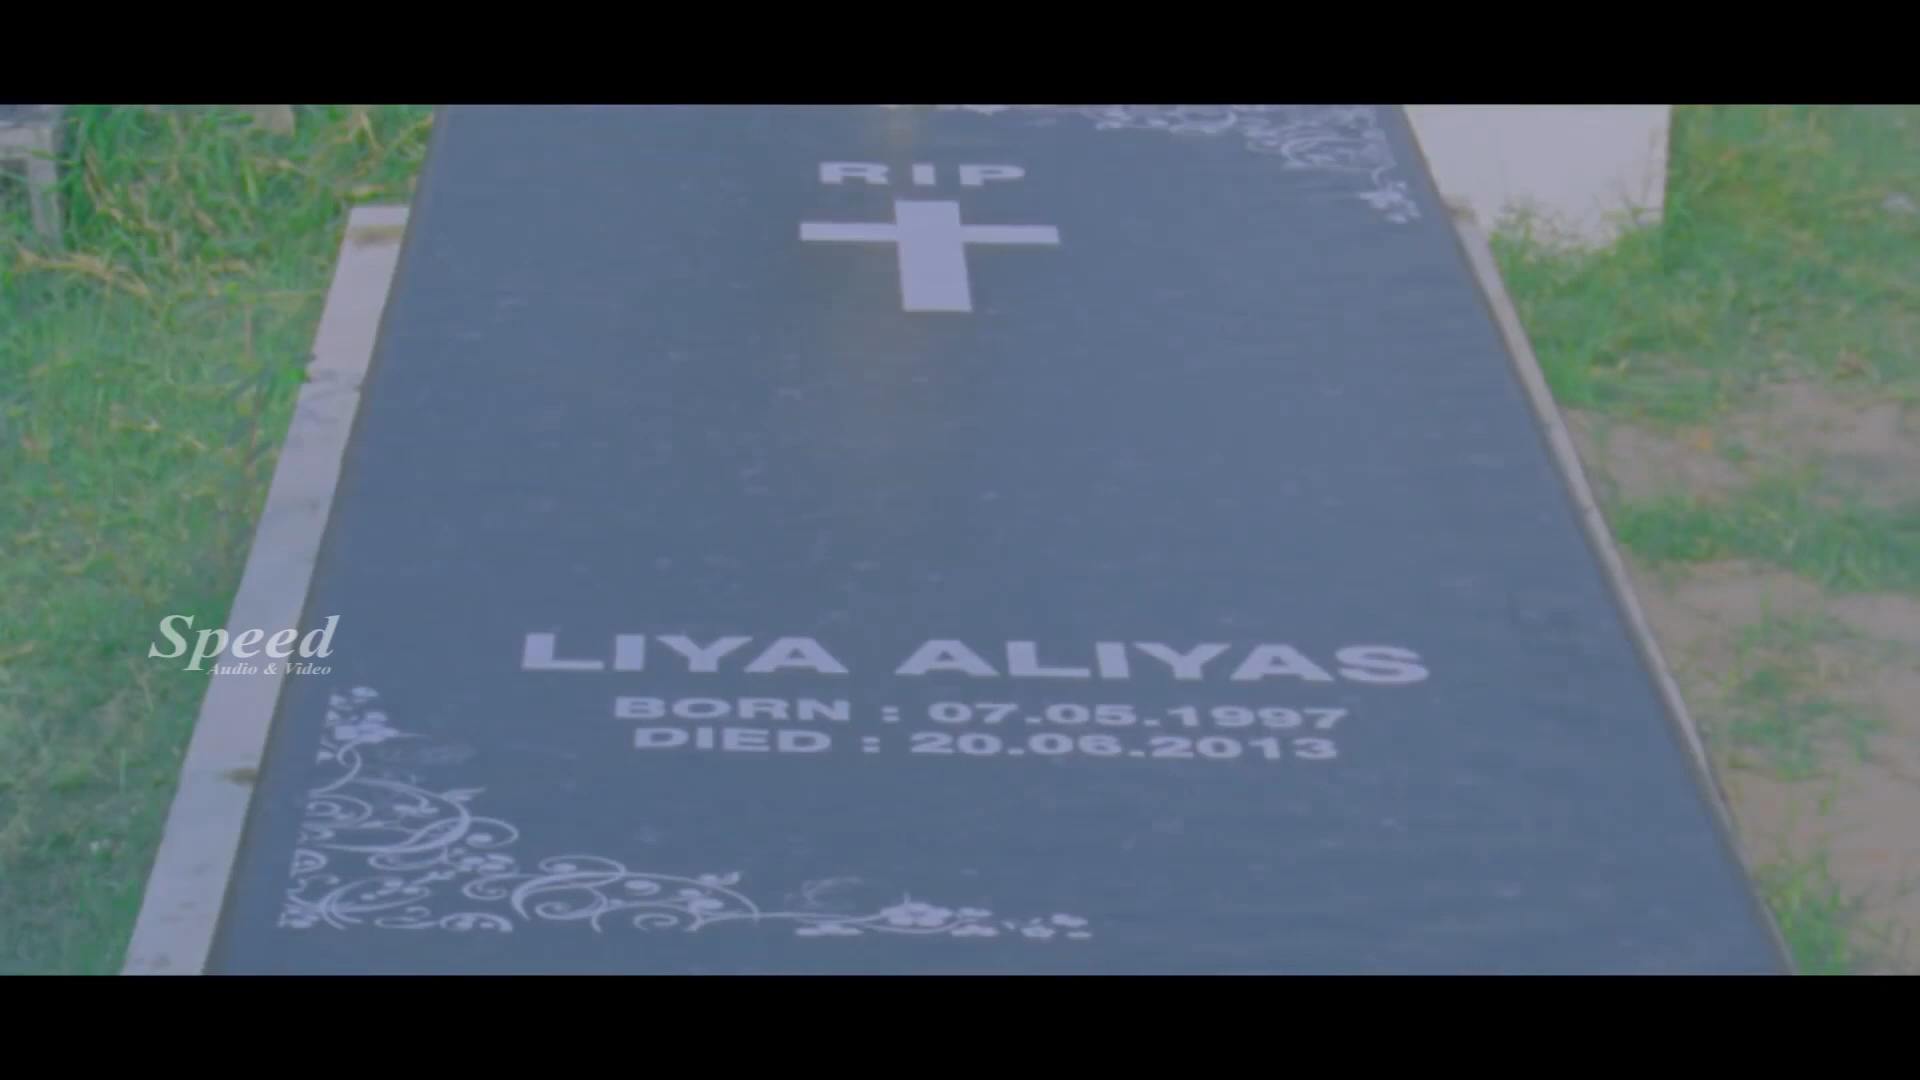 RIP
LIYA ALIYAS
BORN : 07.05.1997
DIED : 20.06.2013
Speed
Audio & Video